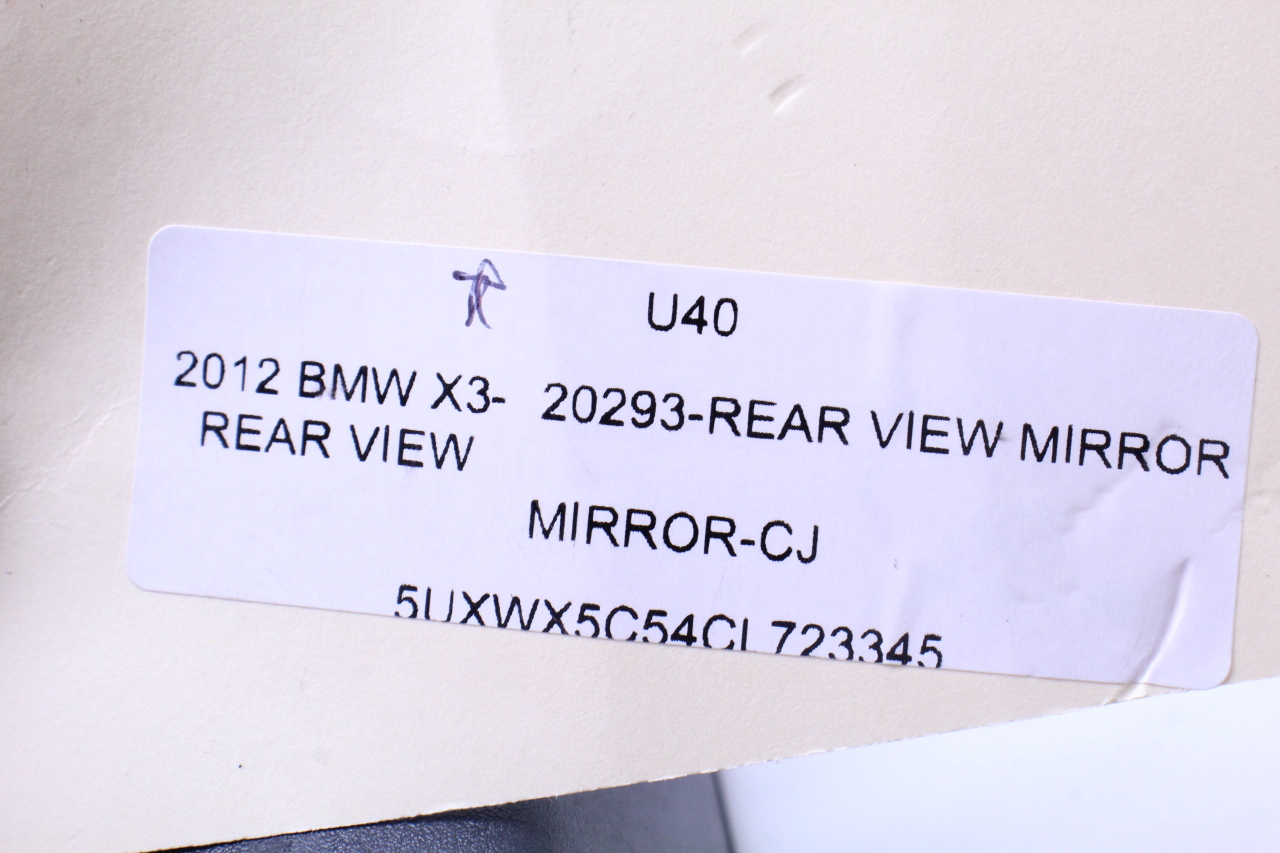 U40
2012 BMW X3- 20293-REAR VIEW MIRROR
REAR VIEW
MIRROR-CJ
5UXWX5C54CL723345